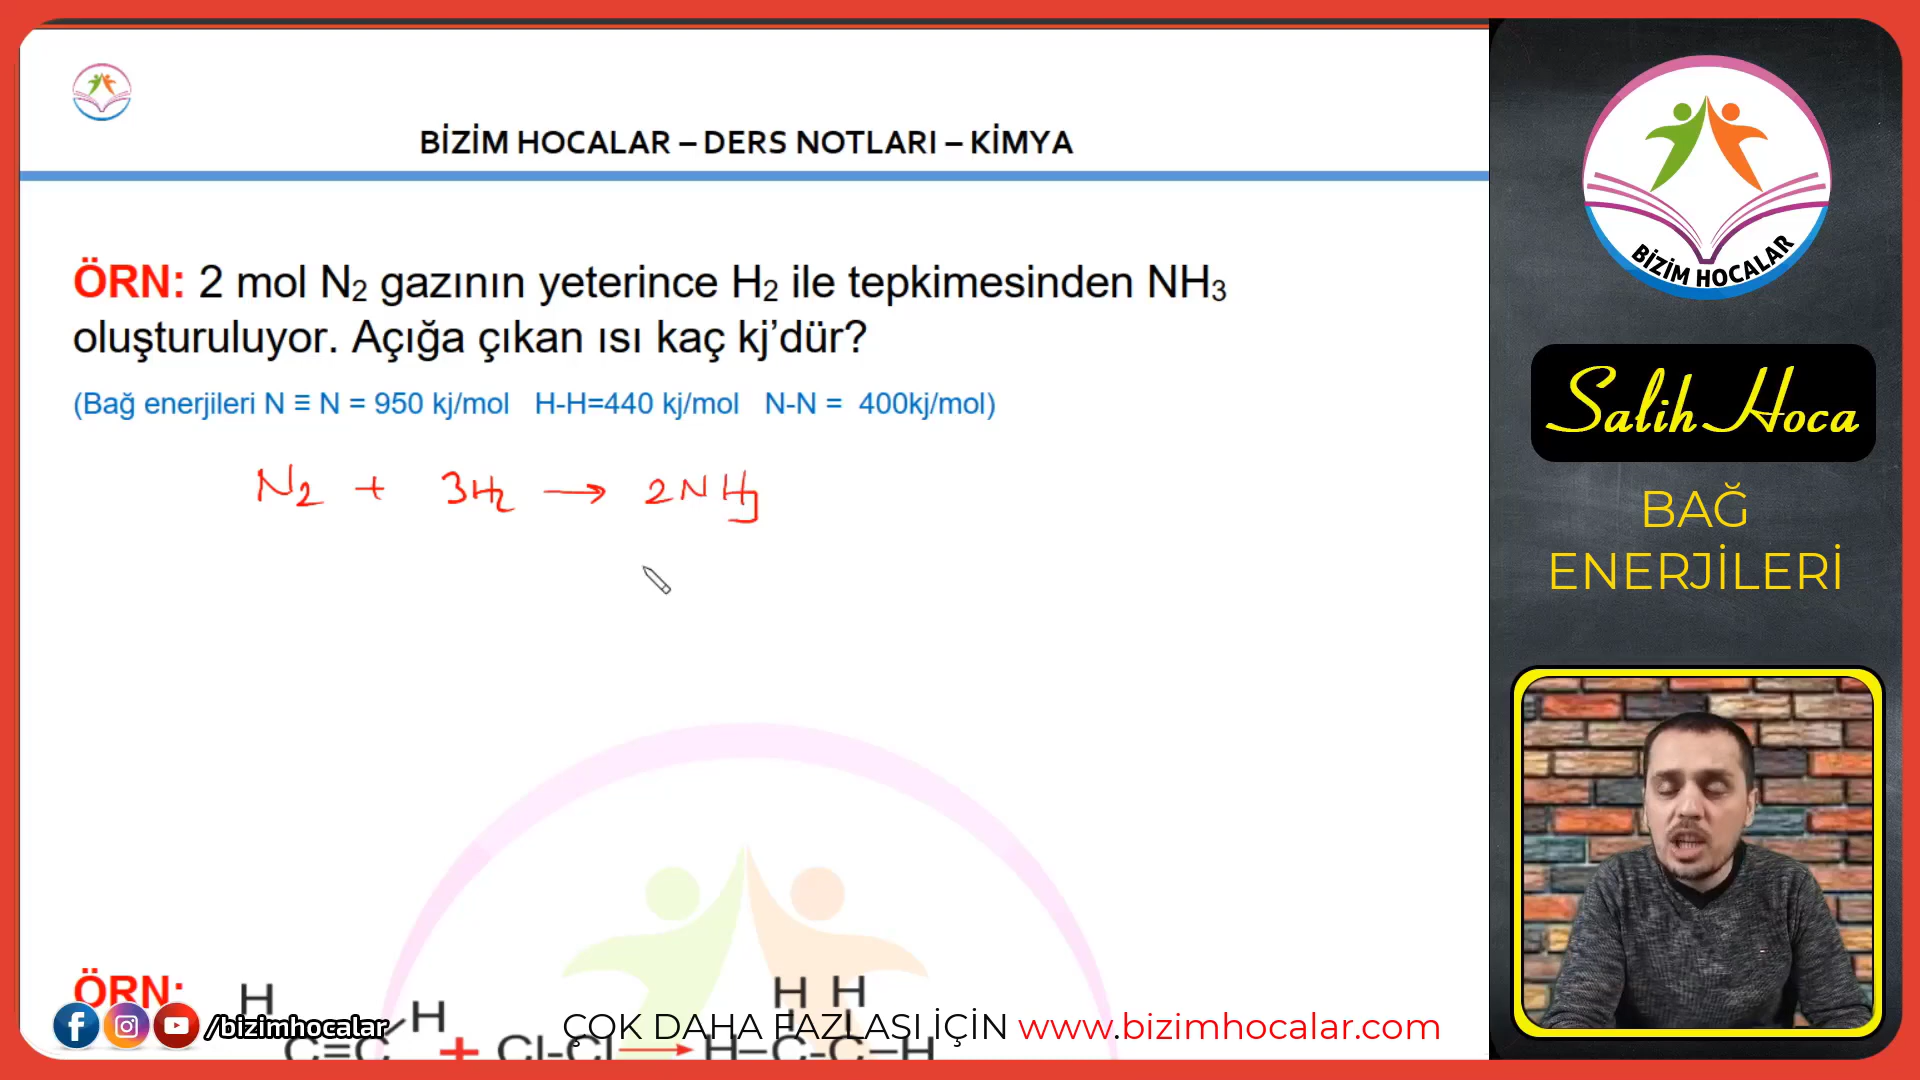 BİZİM HOCALAR – DERS NOTLARI – KİMYA
ÖRN: 2 mol N₂ gazının yeterince H₂ ile tepkimesinden NH₃
oluşturuluyor. Açığa çıkan ısı kaç kj’dür?
(Bağ enerjileri N ≡ N = 950 kj/mol H-H=440 kj/mol N-N = 400kj/mol)
N₂ + 3H₂ → 2NH₃
ÖRN:
H
H
H H
C=C + Cl-Cl → H–C-C–H
/bizimhocalar
ÇOK DAHA FAZLASI İÇİN www.bizimhocalar.com
BİZİM HOCALAR
Salih Hoca
BAĞ
ENERJİLERİ